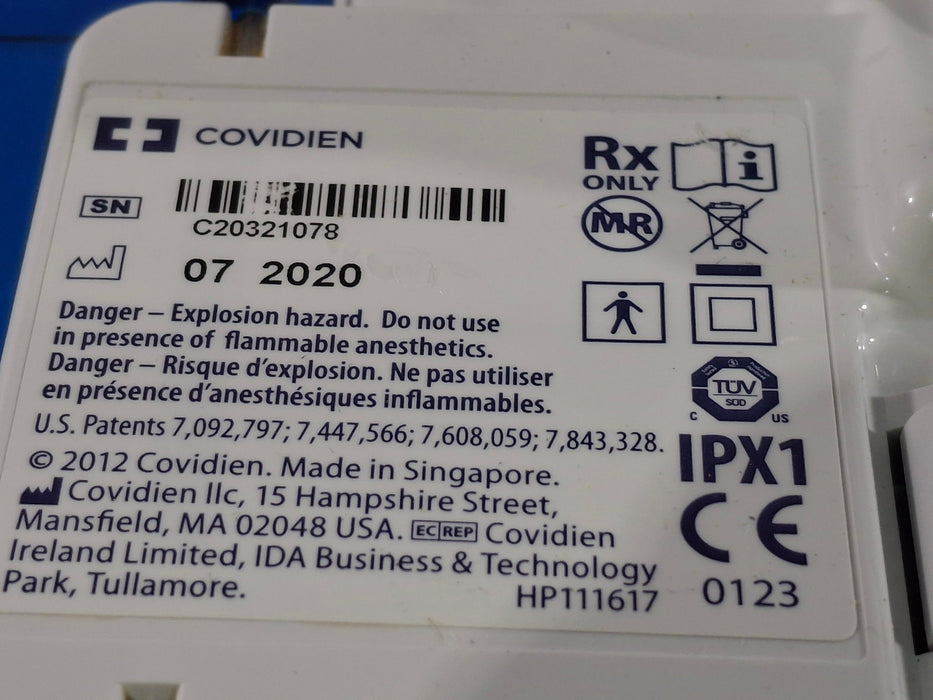 COVIDIEN
SN
C20321078
07 2020
Danger – Explosion hazard. Do not use
in presence of flammable anesthetics.
Danger – Risque d’explosion. Ne pas utiliser
en présence d’anesthésiques inflammables.
U.S. Patents 7,092,797; 7,447,566; 7,608,059; 7,843,328.
© 2012 Covidien. Made in Singapore.
Covidien llc, 15 Hampshire Street,
Mansfield, MA 02048 USA. EC REP Covidien
Ireland Limited, IDA Business & Technology
Park, Tullamore.
HP111617
Rx
ONLY
i
MR
TÜV
SÜD
C US
IPX1
CE
0123